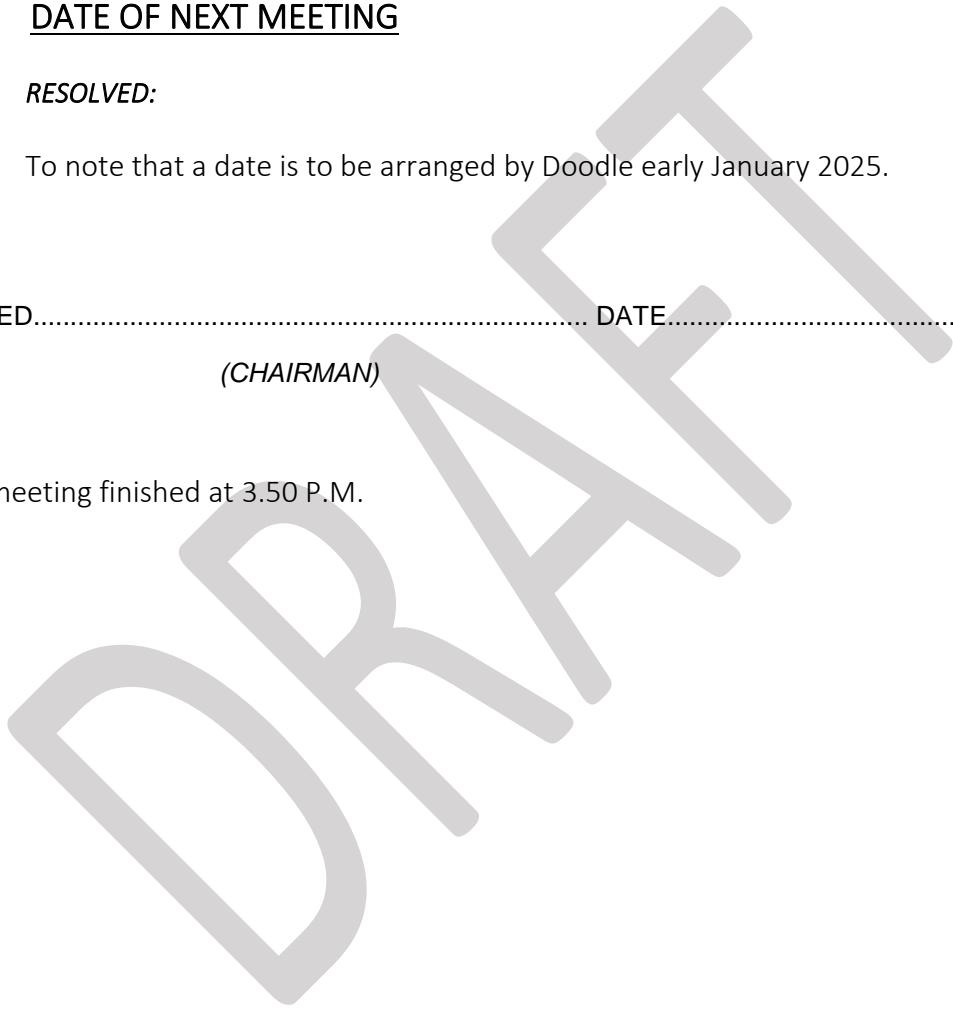 DATE OF NEXT MEETING
RESOLVED:
To note that a date is to be arranged by Doodle early January 2025.
ED........................................................................... DATE.......................................
(CHAIRMAN)
meeting finished at 3.50 P.M.
DRAFT